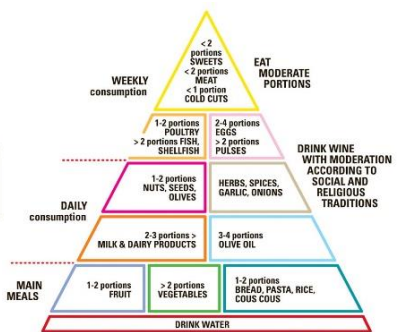 < 2
portions
SWEETS
< 2 portions
MEAT
< 1 portion
COLD CUTS
WEEKLY
consumption
EAT
MODERATE
PORTIONS
1-2 portions
POULTRY
> 2 portions FISH,
SHELLFISH
2-4 portions
EGGS
> 2 portions
PULSES
DRINK WINE
WITH MODERATION
ACCORDING TO
SOCIAL AND
RELIGIOUS
TRADITIONS
1-2 portions
NUTS, SEEDS,
OLIVES
HERBS, SPICES,
GARLIC, ONIONS
DAILY
consumption
2-3 portions >
MILK & DAIRY PRODUCTS
3-4 portions
OLIVE OIL
MAIN
MEALS
1-2 portions
FRUIT
> 2 portions
VEGETABLES
1-2 portions
BREAD, PASTA, RICE,
COUS COUS
DRINK WATER